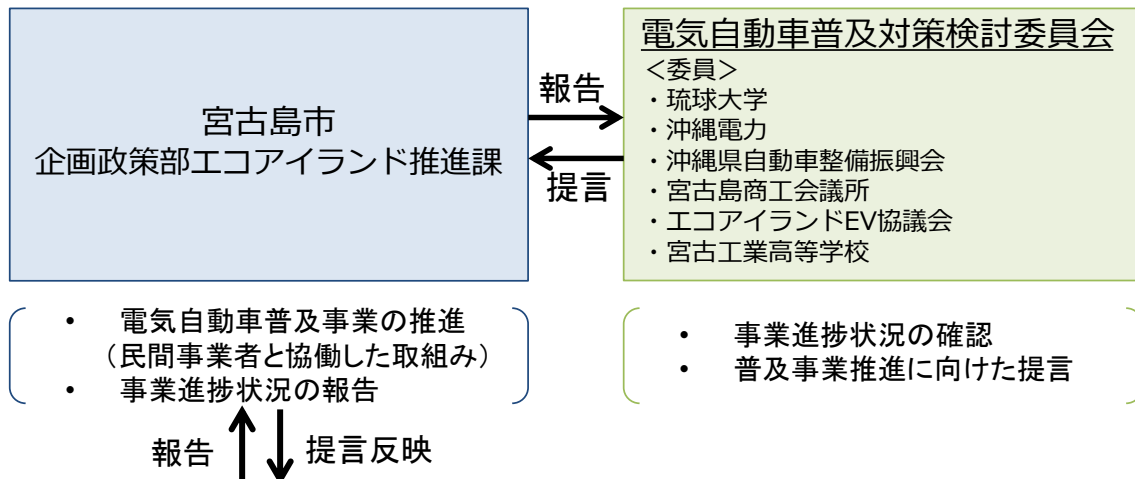 宮古島市
企画政策部エコアイランド推進課
報告
提言
電気自動車普及対策検討委員会
＜委員＞
・琉球大学
・沖縄電力
・沖縄県自動車整備振興会
・宮古島商工会議所
・エコアイランドEV協議会
・宮古工業高等学校
• 電気自動車普及事業の推進
（民間事業者と協働した取組み）
• 事業進捗状況の報告
• 事業進捗状況の確認
• 普及事業推進に向けた提言
報告
提言反映